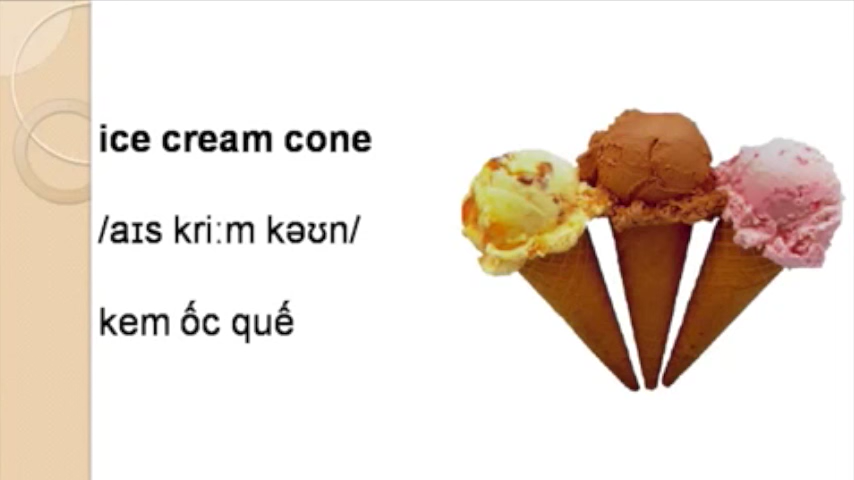 ice cream cone
/aɪs kriːm kəʊn/
kem ốc quế